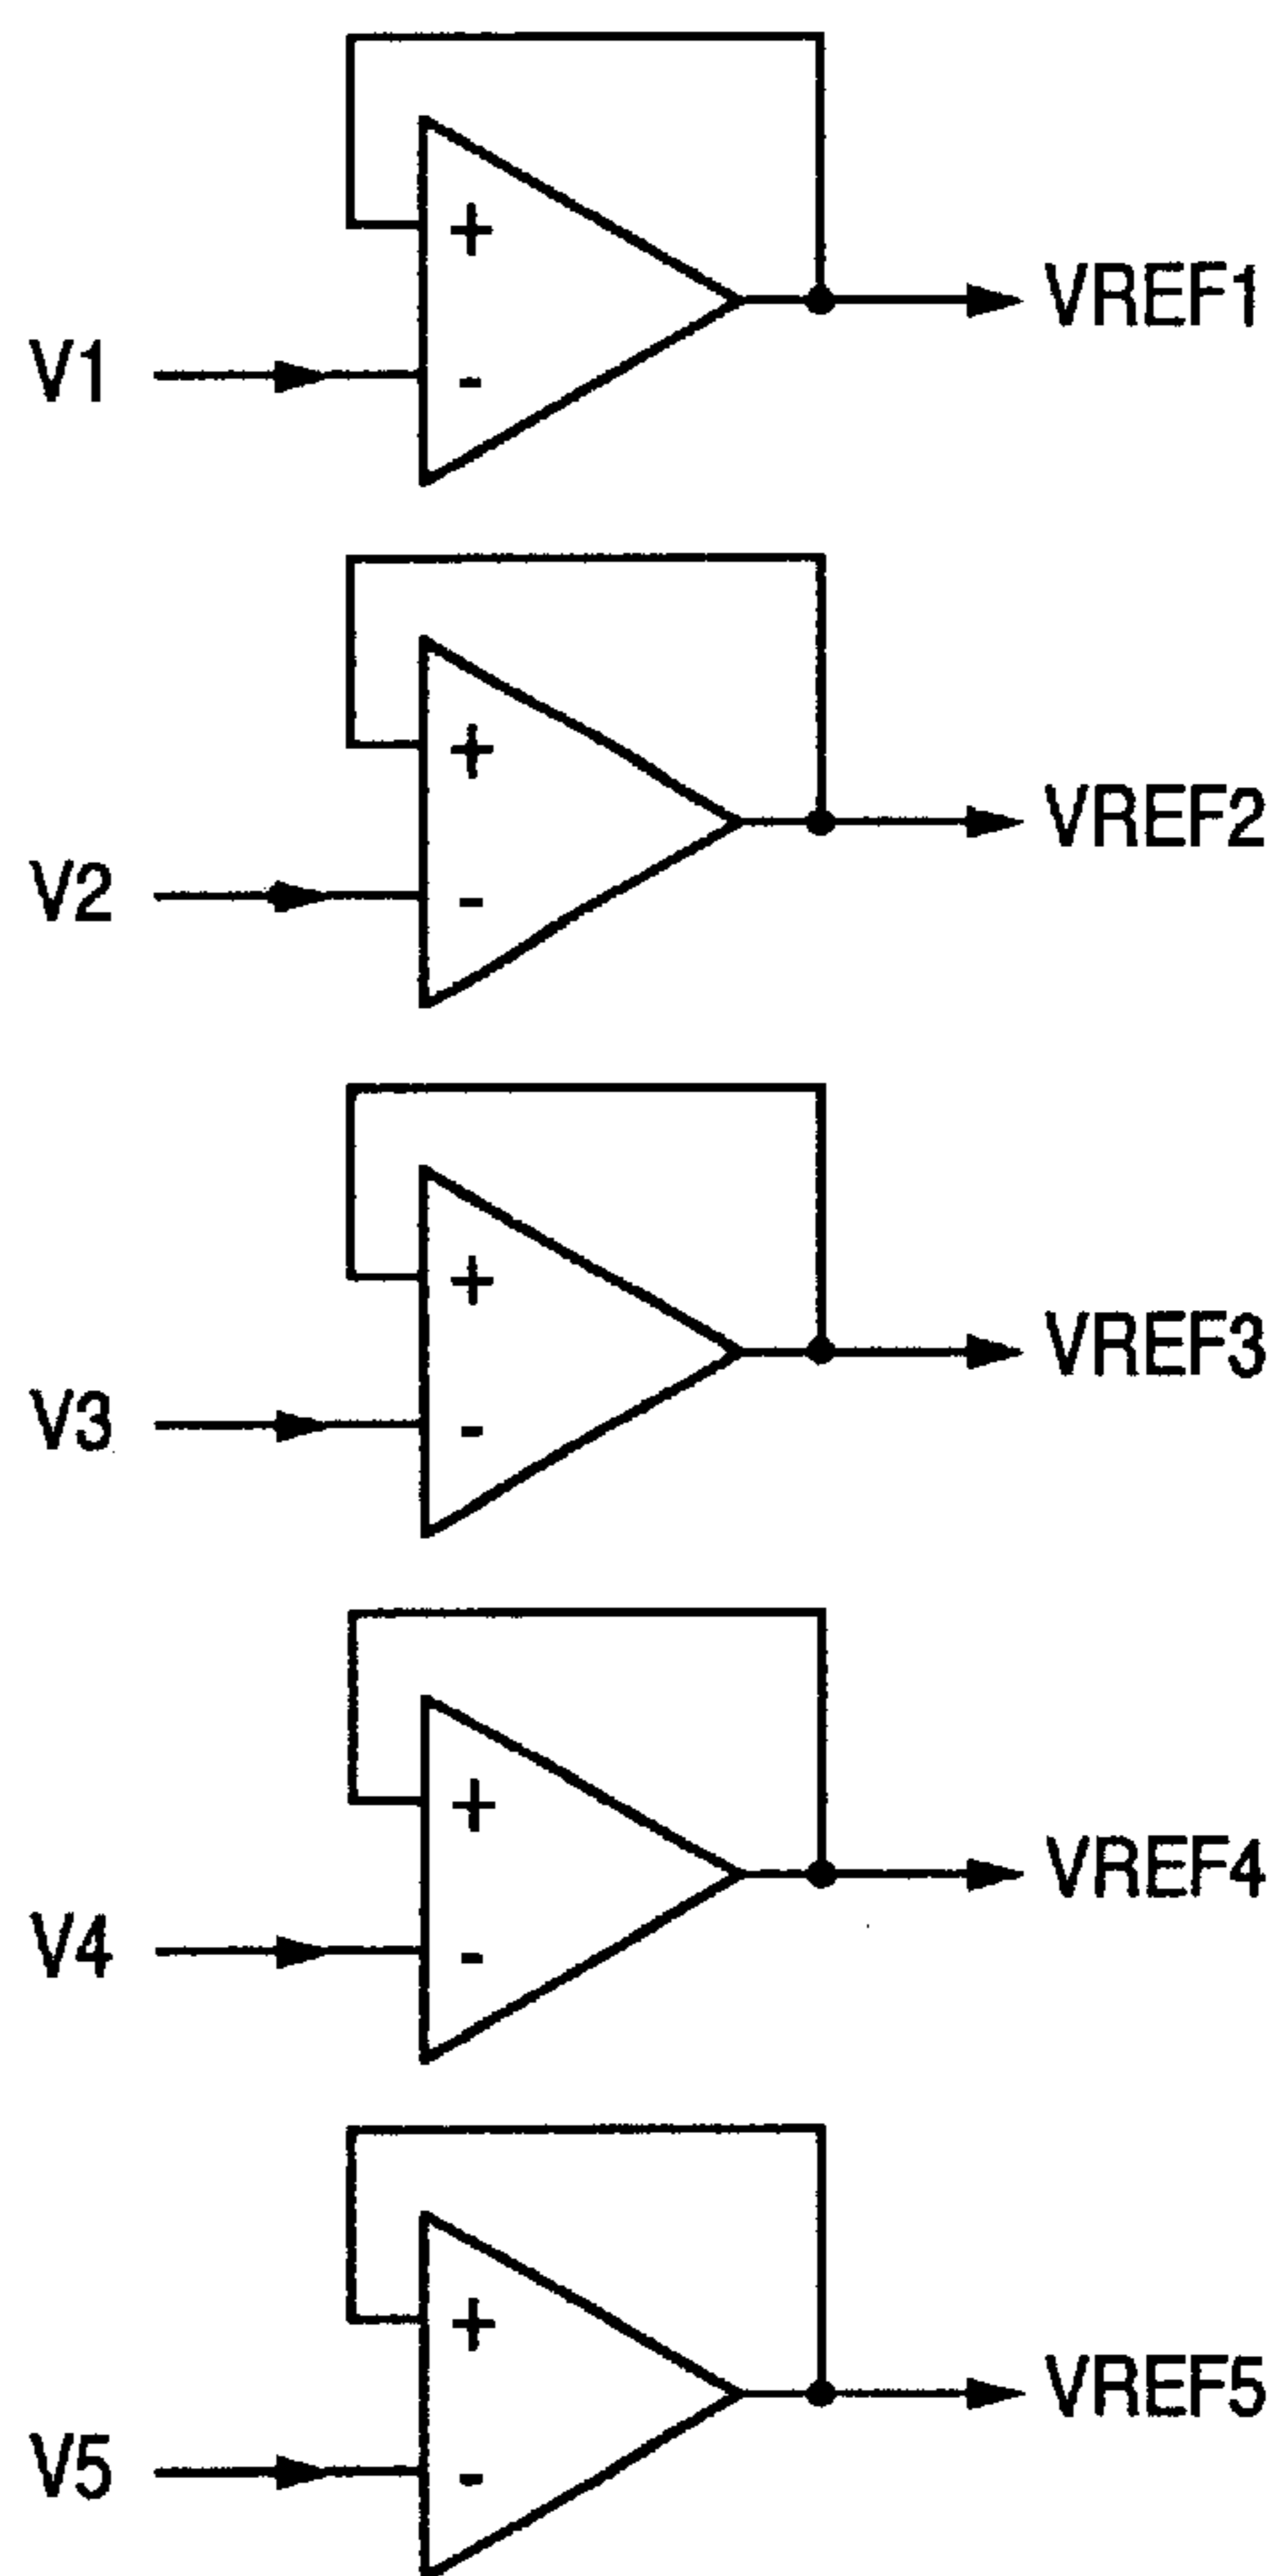 +
VREF1
V1
-
+
VREF2
V2
-
+
VREF3
V3
-
+
VREF4
V4
-
+
VREF5
V5
-